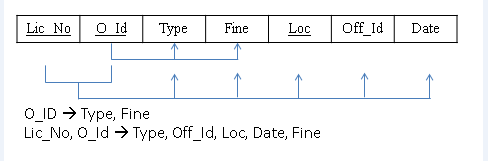 Lic_No O_Id Type Fine Loc Off_Id Date
O_ID → Type, Fine
Lic_No, O_Id → Type, Off_Id, Loc, Date, Fine